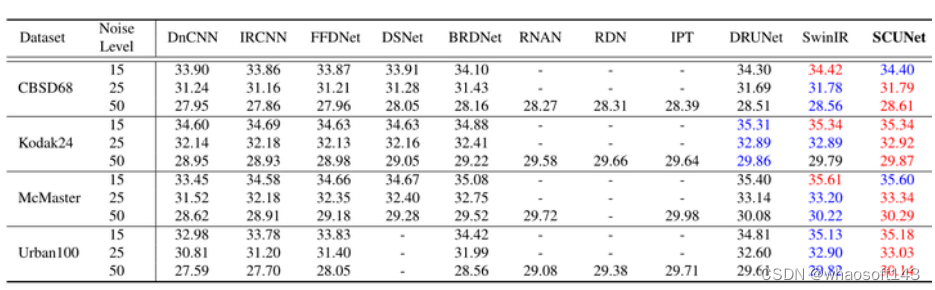 Dataset Noise Level DnCNN IRCNN FFDNet DSNet BRDNet RNAN RDN IPT DRUNet SwinIR SCUNet
15 33.90 33.86 33.87 33.91 34.10 - - - 34.30 34.42 34.40
CBSD68 25 31.24 31.16 31.21 31.28 31.43 - - - 31.69 31.78 31.79
50 27.95 27.86 27.96 28.05 28.16 28.27 28.31 28.39 28.51 28.56 28.61
15 34.60 34.69 34.63 34.63 34.88 - - - 35.31 35.34 35.34
Kodak24 25 32.14 32.18 32.13 32.16 32.41 - - - 32.89 32.89 32.92
50 28.95 28.93 28.98 29.05 29.22 29.58 29.66 29.64 29.86 29.79 29.87
15 33.45 34.58 34.66 34.67 35.08 - - - 35.40 35.61 35.60
McMaster 25 31.52 32.18 32.35 32.40 32.75 - - - 33.14 33.20 33.34
50 28.62 28.91 29.18 29.28 29.52 29.72 - 29.98 30.08 30.22 30.29
15 32.98 33.78 33.83 - 34.42 - - - 34.81 35.13 35.18
Urban100 25 30.81 31.20 31.40 - 31.99 - - - 32.60 32.90 33.03
50 27.59 27.70 28.05 - 28.56 29.08 29.38 29.71 29.61 29.82 30.14
CSDN @whaosoft143